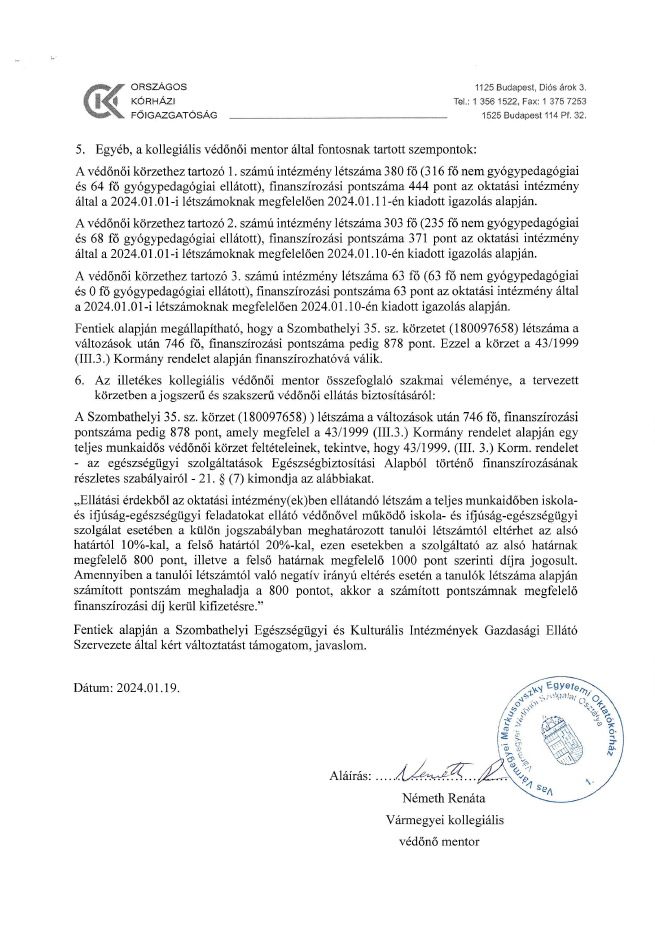 ORSZÁGOS
KÓRHÁZI
FŐIGAZGATÓSÁG
1125 Budapest, Diós árok 3.
Tel.: 1 356 1522, Fax: 1 375 7253
1525 Budapest 114 Pf. 32.
5. Egyéb, a kollegiális védőnői mentor által fontosnak tartott szempontok:
A védőnői körzethez tartozó 1. számú intézmény létszáma 380 fő (316 fő nem gyógypedagógiai
és 64 fő gyógypedagógiai ellátott), finanszírozási pontszáma 444 pont az oktatási intézmény
által a 2024.01.01-i létszámoknak megfelelően 2024.01.11-én kiadott igazolás alapján.
A védőnői körzethez tartozó 2. számú intézmény létszáma 303 fő (235 fő nem gyógypedagógiai
és 68 fő gyógypedagógiai ellátott), finanszírozási pontszáma 371 pont az oktatási intézmény
által a 2024.01.01-i létszámoknak megfelelően 2024.01.10-én kiadott igazolás alapján.
A védőnői körzethez tartozó 3. számú intézmény létszáma 63 fő (63 fő nem gyógypedagógiai
és 0 fő gyógypedagógiai ellátott), finanszírozási pontszáma 63 pont az oktatási intézmény által
a 2024.01.01-i létszámoknak megfelelően 2024.01.10-én kiadott igazolás alapján.
Fentiek alapján megállapítható, hogy a Szombathelyi 35. sz. körzetet (180097658) létszáma a
változások után 746 fő, finanszírozási pontszáma pedig 878 pont. Ezzel a körzet a 43/1999
(III.3.) Kormány rendelet alapján finanszírozhatóvá válik.
6. Az illetékes kollegiális védőnői mentor összefoglaló szakmai véleménye, a tervezett
körzetben a jogszerű és szakszerű védőnői ellátás biztosításáról:
A Szombathelyi 35. sz. körzet (180097658) ) létszáma a változások után 746 fő, finanszírozási
pontszáma pedig 878 pont, amely megfelel a 43/1999 (III.3.) Kormány rendelet alapján egy
teljes munkaidős védőnői körzet feltételeinek, tekintve, hogy 43/1999. (III. 3.) Korm. rendelet
- az egészségügyi szolgáltatások Egészségbiztosítási Alapból történő finanszírozásának
részletes szabályairól - 21. § (7) kimondja az alábbiakat.
„Ellátási érdekből az oktatási intézmény(ek)ben ellátandó létszám a teljes munkaidőben iskola-
és ifjúság-egészségügyi feladatokat ellátó védőnővel működő iskola- és ifjúság-egészségügyi
szolgálat esetében a külön jogszabályban meghatározott tanulói létszámtól eltérhet az alsó
határtól 10%-kal, a felső határtól 20%-kal, ezen esetekben a szolgáltató az alsó határnak
megfelelő 800 pont, illetve a felső határnak megfelelő 1000 pont szerinti díjra jogosult.
Amennyiben a tanulói létszámtól való negatív irányú eltérés esetén a tanulók létszáma alapján
számított pontszám meghaladja a 800 pontot, akkor a számított pontszámnak megfelelő
finanszírozási díj kerül kifizetésre.”
Fentiek alapján a Szombathelyi Egészségügyi és Kulturális Intézmények Gazdasági Ellátó
Szervezete által kért változtatást támogatom, javaslom.
Dátum: 2024.01.19.
Vas Vármegyei Markusovszky Egyetemi Oktatókórház
Vármegyei Védőnői Szolgálat Osztálya
1.
Aláírás: ..... Németh R.
Németh Renáta
Vármegyei kollegiális
védőnő mentor